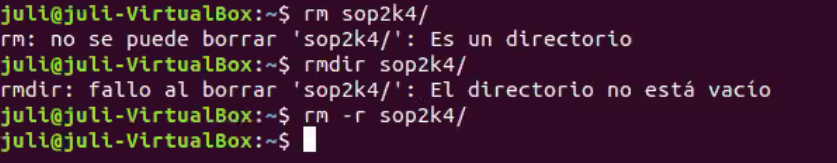 juli@juli-VirtualBox:~$ rm sop2k4/
rm: no se puede borrar 'sop2k4/': Es un directorio
juli@juli-VirtualBox:~$ rmdir sop2k4/
rmdir: fallo al borrar 'sop2k4/': El directorio no está vacío
juli@juli-VirtualBox:~$ rm -r sop2k4/
juli@juli-VirtualBox:~$